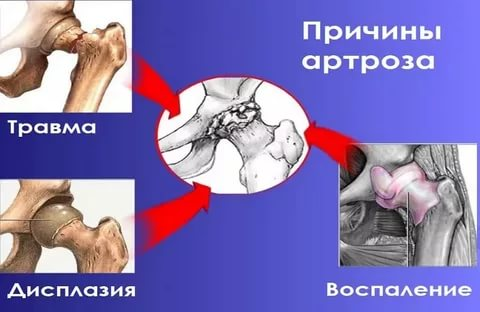 Причины
артроза
Травма
Дисплазия
Воспаление